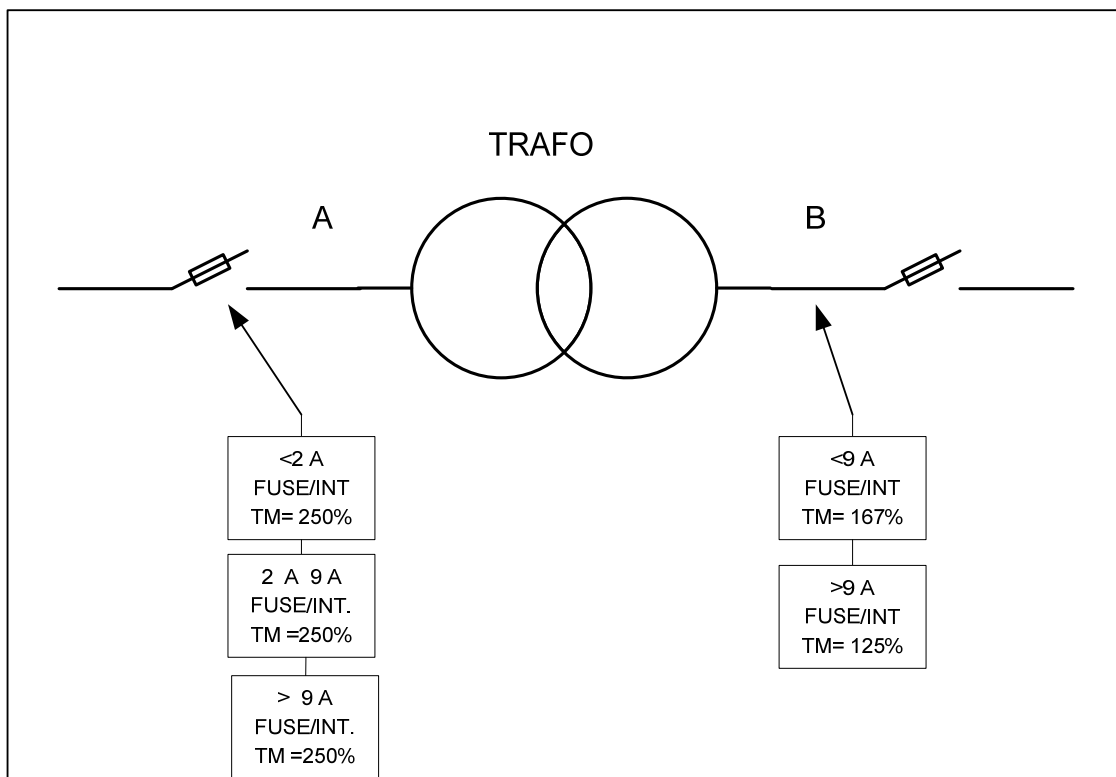 TRAFO
A
B
<2 A
FUSE/INT
TM= 250%
2 A 9 A
FUSE/INT.
TM =250%
> 9 A
FUSE/INT.
TM =250%
<9 A
FUSE/INT
TM= 167%
>9 A
FUSE/INT
TM= 125%